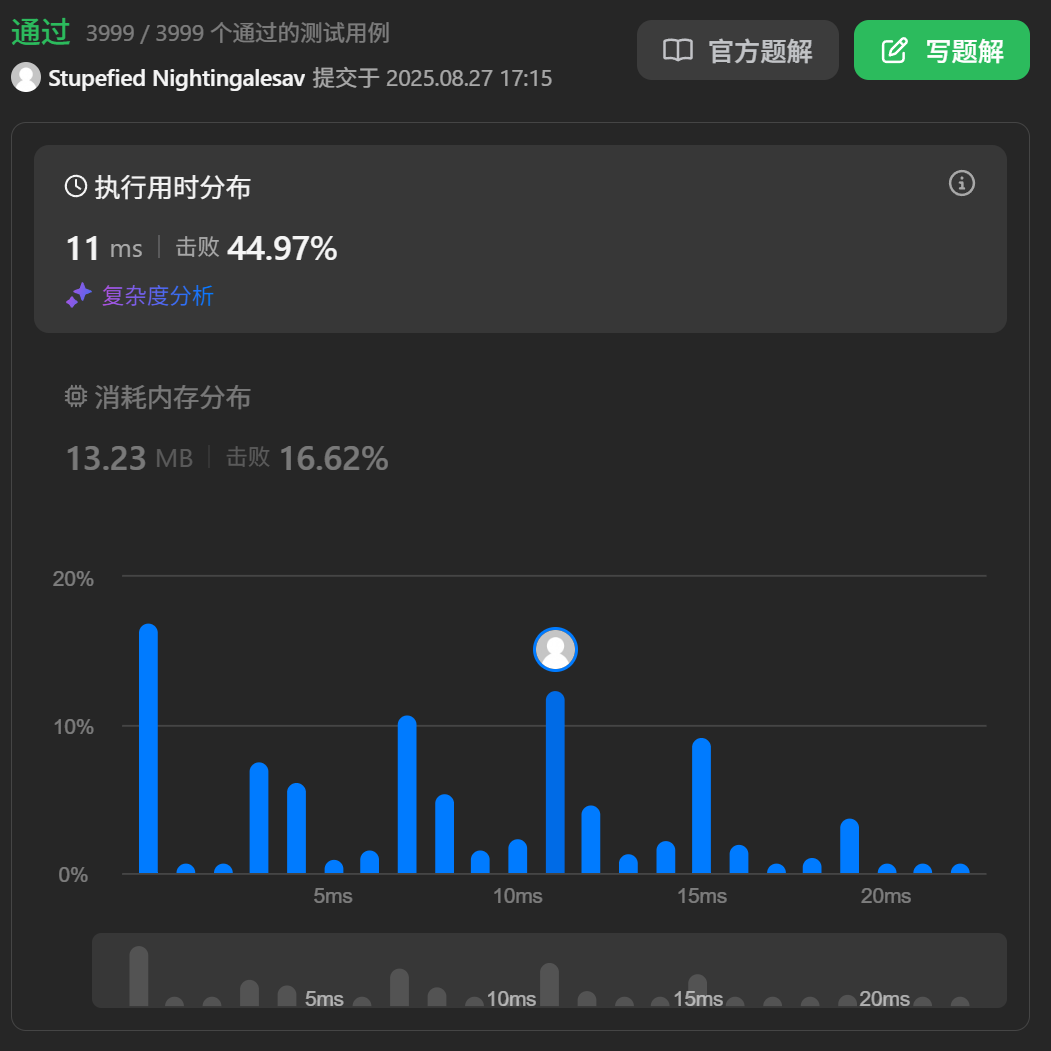 通过 3999 / 3999 个通过的测试用例
官方题解
写题解
Stupefied Nightingalesav 提交于 2025.08.27 17:15
执行用时分布
11 ms 击败 44.97%
复杂度分析
消耗内存分布
13.23 MB 击败 16.62%
20%
10%
0%
5ms 10ms 15ms 20ms
5ms 10ms 15ms 20ms